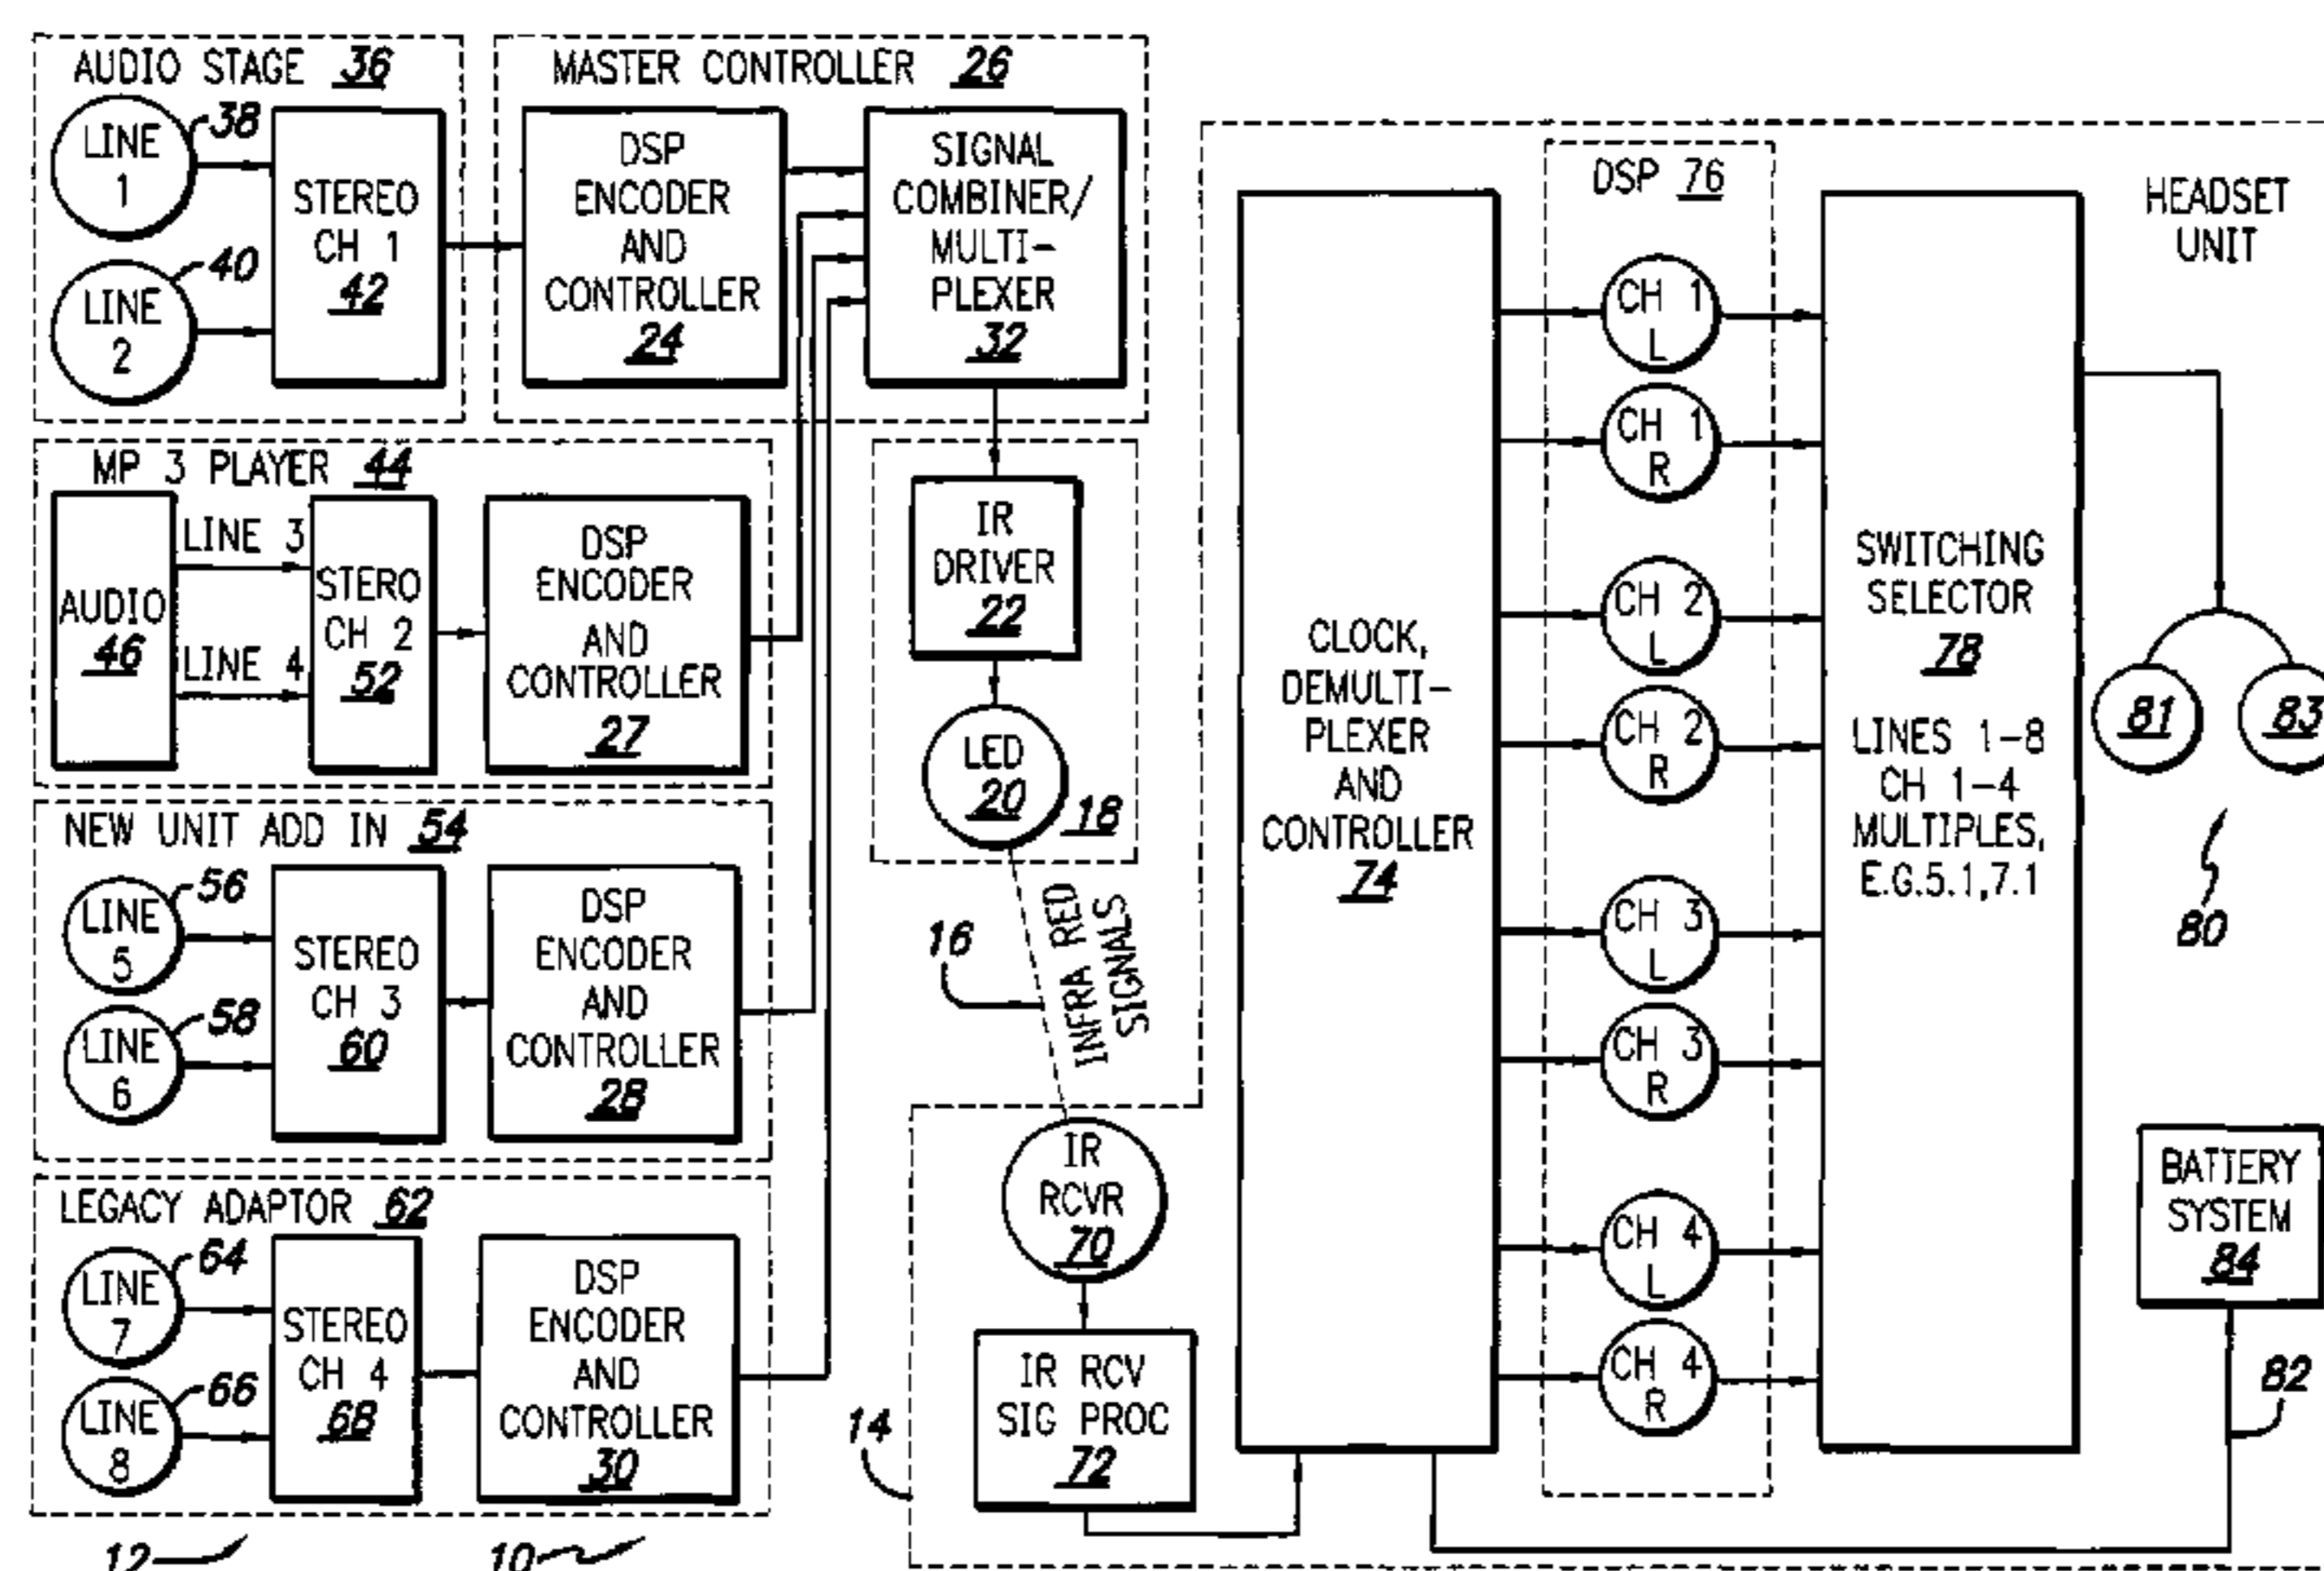 AUDIO STAGE 36
LINE
1
38
LINE
2
40
STEREO
CH 1
42
MASTER CONTROLLER 26
DSP
ENCODER
AND
CONTROLLER
24
SIGNAL
COMBINER/
MULTI-
PLEXER
32
MP 3 PLAYER 44
AUDIO
46
LINE 3
LINE 4
STERO
CH 2
52
DSP
ENCODER
AND
CONTROLLER
27
NEW UNIT ADD IN 54
LINE
5
56
LINE
6
58
STEREO
CH 3
60
DSP
ENCODER
AND
CONTROLLER
28
LEGACY ADAPTOR 62
LINE
7
64
LINE
8
66
STEREO
CH 4
68
DSP
ENCODER
AND
CONTROLLER
30
12
10
IR
DRIVER
22
LED
20
18
16
INFRA RED
SIGNALS
IR
RCVR
70
IR RCV
SIG PROC
72
14
CLOCK,
DEMULTI-
PLEXER
AND
CONTROLLER
74
DSP 76
CH 1
L
CH 1
R
CH 2
L
CH 2
R
CH 3
L
CH 3
R
CH 4
L
CH 4
R
SWITCHING
SELECTOR
78
LINES 1-8
CH 1-4
MULTIPLES,
E.G.5.1,7.1
HEADSET
UNIT
81
83
80
BATTERY
SYSTEM
84
82